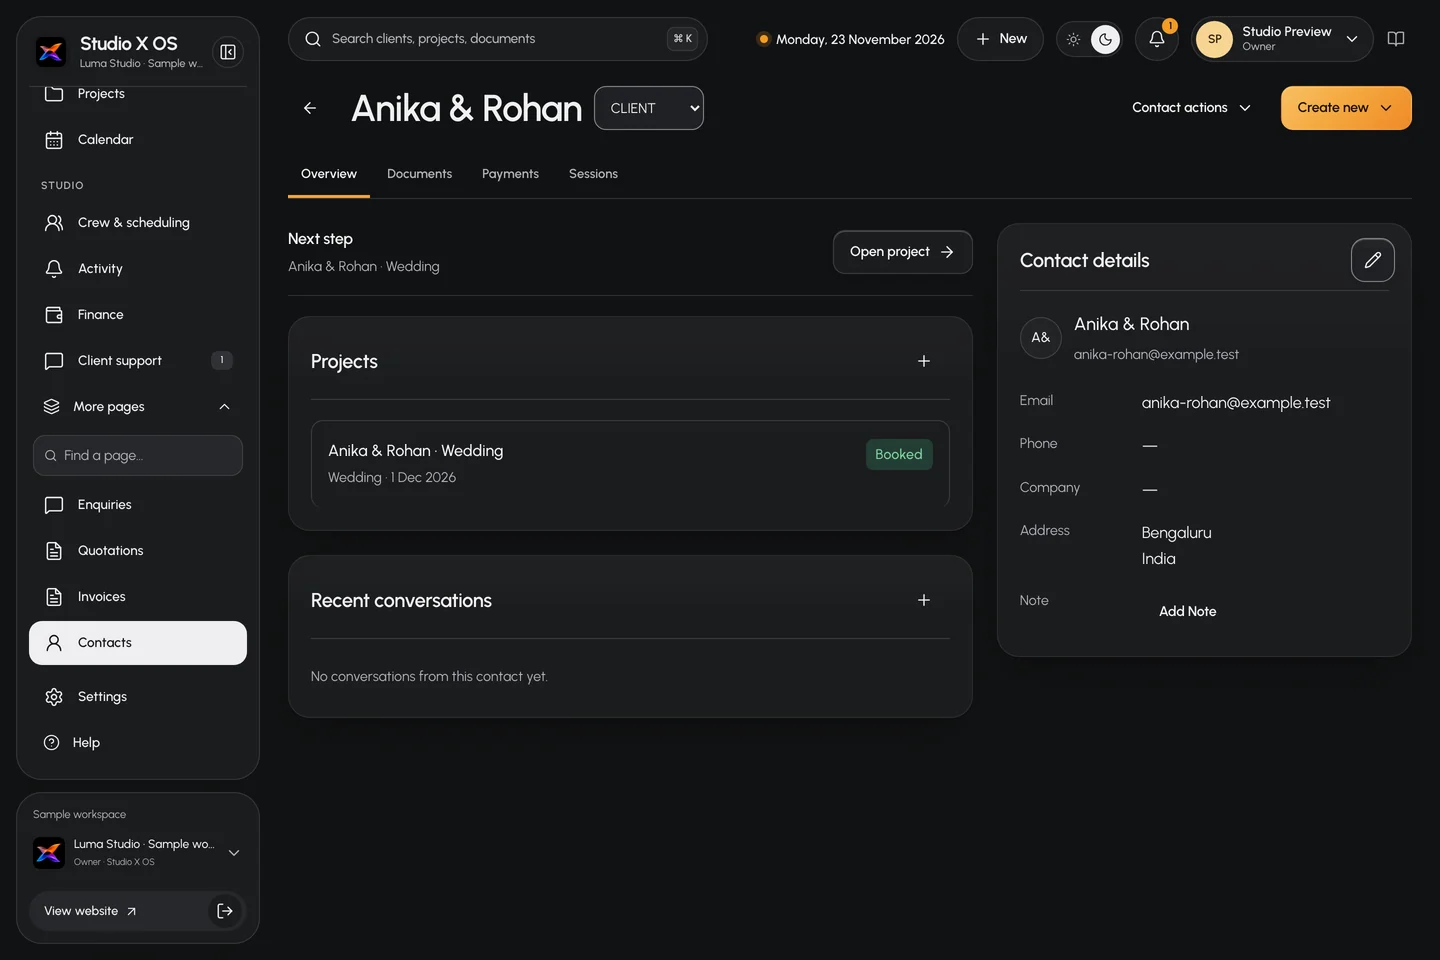 Studio X OS
Luma Studio · Sample w...
Projects
Calendar
STUDIO
Crew & scheduling
Activity
Finance
Client support 1
More pages
Find a page...
Enquiries
Quotations
Invoices
Contacts
Settings
Help
Sample workspace
Luma Studio · Sample wo...
Owner · Studio X OS
View website
Search clients, projects, documents ⌘ K
Monday, 23 November 2026
New
1
SP
Studio Preview
Owner
Anika & Rohan
CLIENT
Contact actions
Create new
Overview Documents Payments Sessions
Next step
Anika & Rohan · Wedding
Open project
Projects
Anika & Rohan · Wedding
Wedding · 1 Dec 2026
Booked
Recent conversations
No conversations from this contact yet.
Contact details
A&
Anika & Rohan
anika-rohan@example.test
Email anika-rohan@example.test
Phone —
Company —
Address Bengaluru
India
Note Add Note